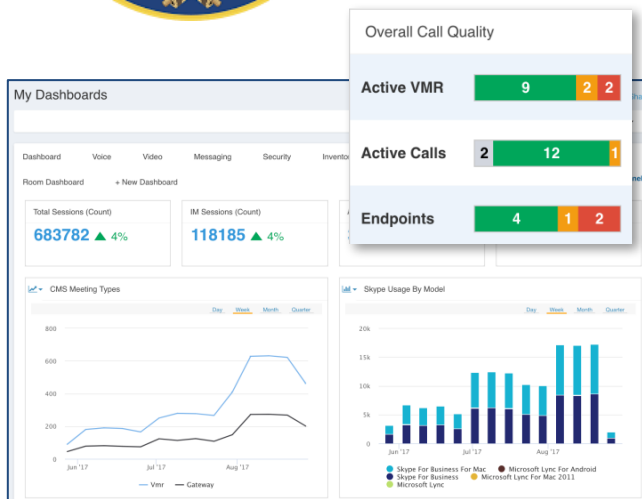 Overall Call Quality
Active VMR 9 2 2
My Dashboards
Active Calls 2 12 1
Dashboard Voice Video Messaging Security
Room Dashboard + New Dashboard
Endpoints 4 1 2
Total Sessions (Count) IM Sessions (Count)
683782 ▲ 4% 118185 ▲ 4%
CMS Meeting Types Skype Usage By Model
Day Week Month Quarter Day Week Month Quarter
800 20k
600 15k
400 10k
200 5k
0 0
Jun '17 Jul '17 Aug '17 Jun '17 Jul '17 Aug '17
Vmr Gateway
Skype For Business For Mac Microsoft Lync For Android
Skype For Business Microsoft Lync For Mac 2011
Microsoft Lync